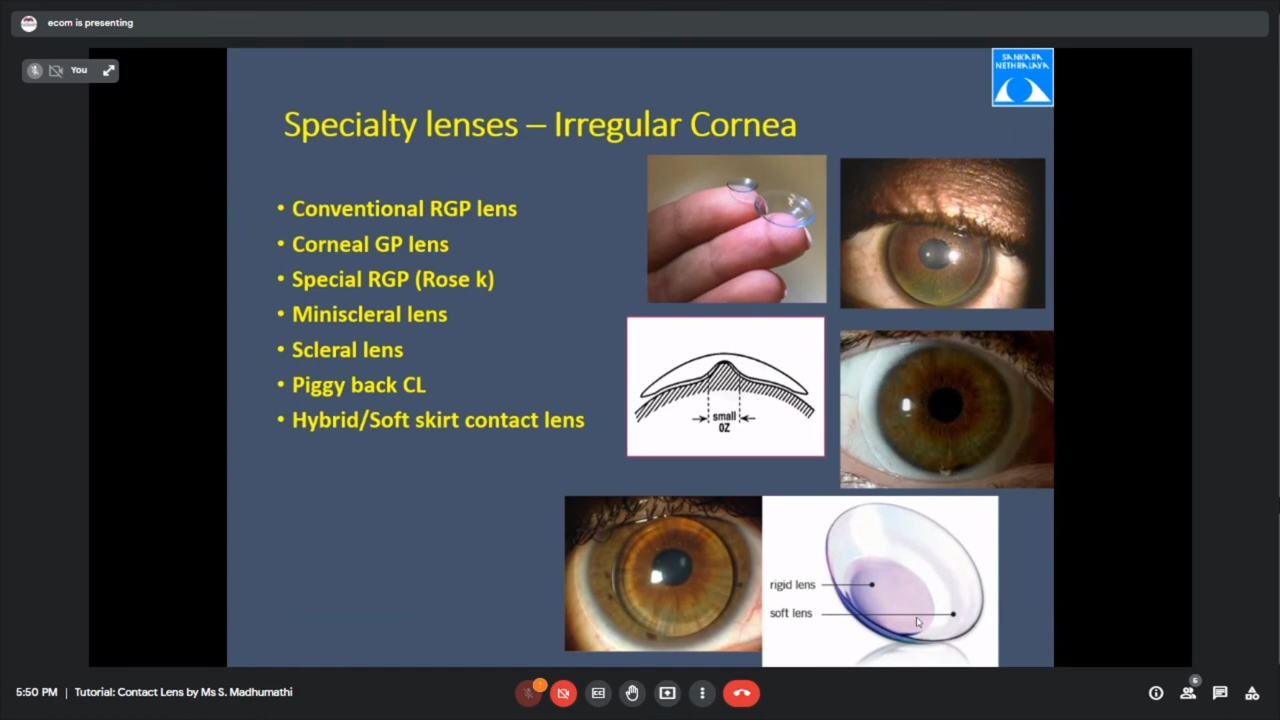 ecom is presenting
You
SANKARA
NETHRALAYA
Specialty lenses – Irregular Cornea
• Conventional RGP lens
• Corneal GP lens
• Special RGP (Rose k)
• Miniscleral lens
• Scleral lens
• Piggy back CL
• Hybrid/Soft skirt contact lens
small
OZ
rigid lens
soft lens
5:50 PM | Tutorial: Contact Lens by Ms S. Madhumathi
6